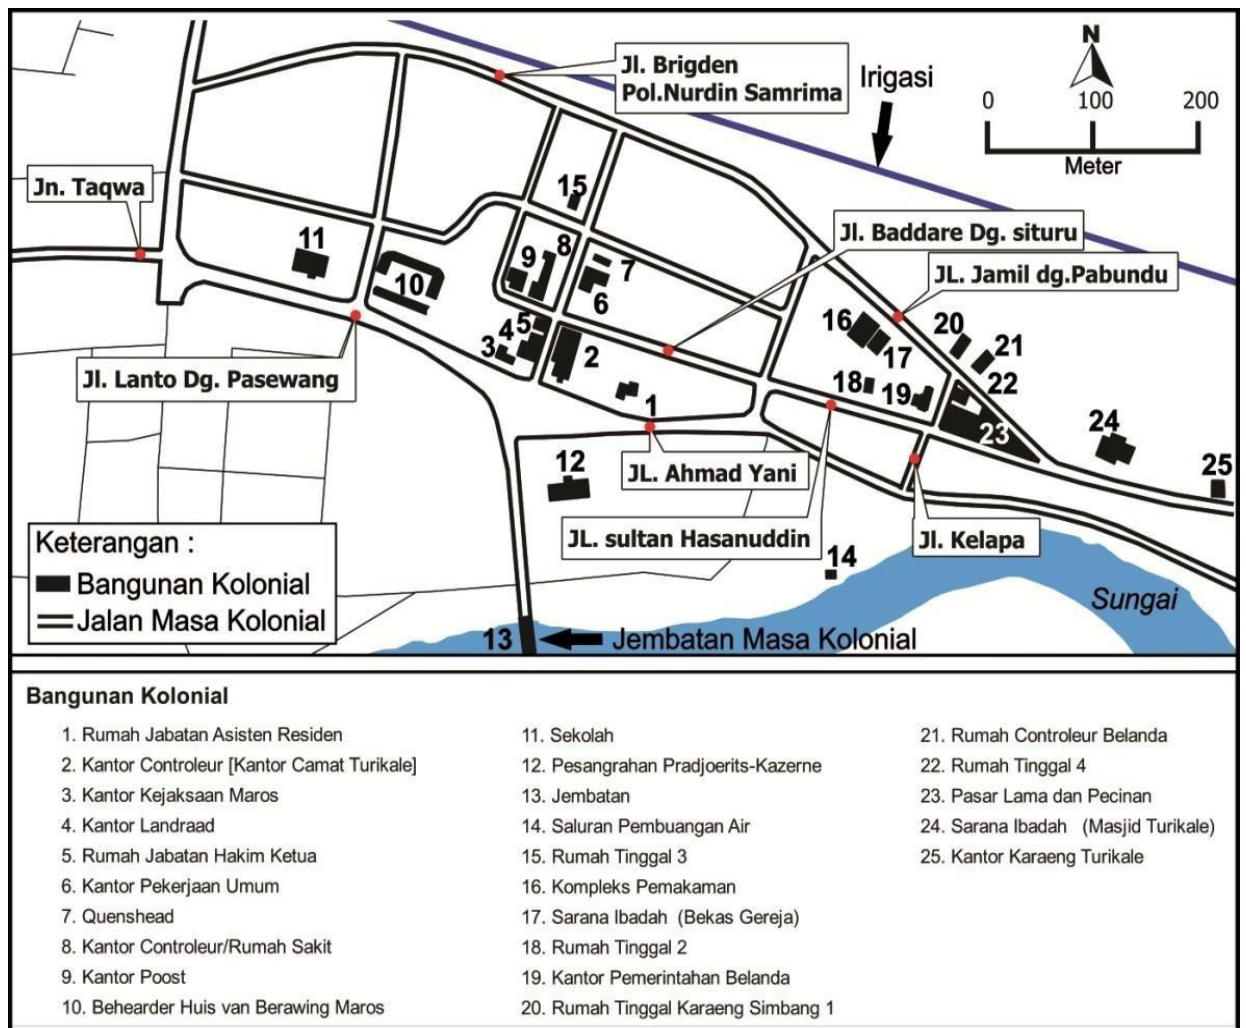 Jl. Brigden
Pol.Nurdin Samrima
Irigasi
N
0 100 200
Meter
Jn. Taqwa
15
Jl. Baddare Dg. situru
11
8
9
7
JL. Jamil dg.Pabundu
10
6
16
20
5
17
21
4
3
2
Jl. Lanto Dg. Pasewang
18
19
22
1
24
23
12
JL. Ahmad Yani
25
JL. sultan Hasanuddin
Jl. Kelapa
Keterangan :
Bangunan Kolonial
Jalan Masa Kolonial
14
Sungai
13
Jembatan Masa Kolonial
Bangunan Kolonial
1. Rumah Jabatan Asisten Residen
2. Kantor Controleur [Kantor Camat Turikale]
3. Kantor Kejaksaan Maros
4. Kantor Landraad
5. Rumah Jabatan Hakim Ketua
6. Kantor Pekerjaan Umum
7. Quenshead
8. Kantor Controleur/Rumah Sakit
9. Kantor Poost
10. Behearder Huis van Berawing Maros
11. Sekolah
12. Pesangrahan Pradjoerits-Kazerne
13. Jembatan
14. Saluran Pembuangan Air
15. Rumah Tinggal 3
16. Kompleks Pemakaman
17. Sarana Ibadah (Bekas Gereja)
18. Rumah Tinggal 2
19. Kantor Pemerintahan Belanda
20. Rumah Tinggal Karaeng Simbang 1
21. Rumah Controleur Belanda
22. Rumah Tinggal 4
23. Pasar Lama dan Pecinan
24. Sarana Ibadah (Masjid Turikale)
25. Kantor Karaeng Turikale